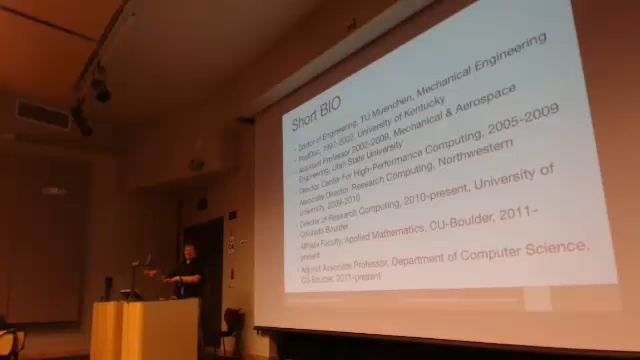 Short BIO
- Doctor of Engineering, TU Muenchen, Mechanical Engineering
- PostDoc, 1997-2002, University of Kentucky
- Assistant Professor 2002-2009, Mechanical & Aerospace
Engineering, Utah State University
- Director, Center for High-Performance Computing, 2005-2009
- Associate Director, Research Computing, Northwestern
University, 2009-2010
- Director of Research Computing, 2010-present, University of
Colorado Boulder
- Affiliate Faculty, Applied Mathematics, CU-Boulder, 2011-
present
- Adjunct Associate Professor, Department of Computer Science,
CU-Boulder, 2011-present